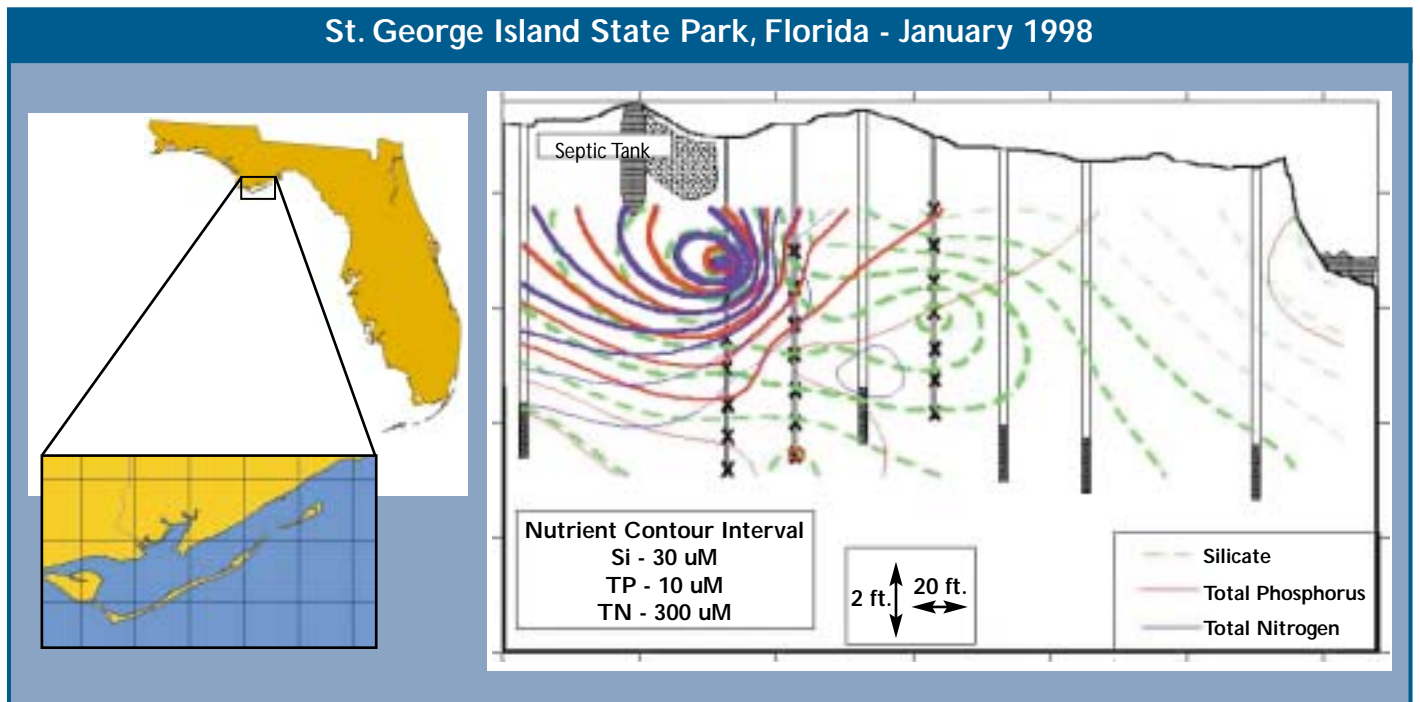 St. George Island State Park, Florida - January 1998
Septic Tank
Nutrient Contour Interval
Si - 30 uM
TP - 10 uM
TN - 300 uM
2 ft.
20 ft.
Silicate
Total Phosphorus
Total Nitrogen